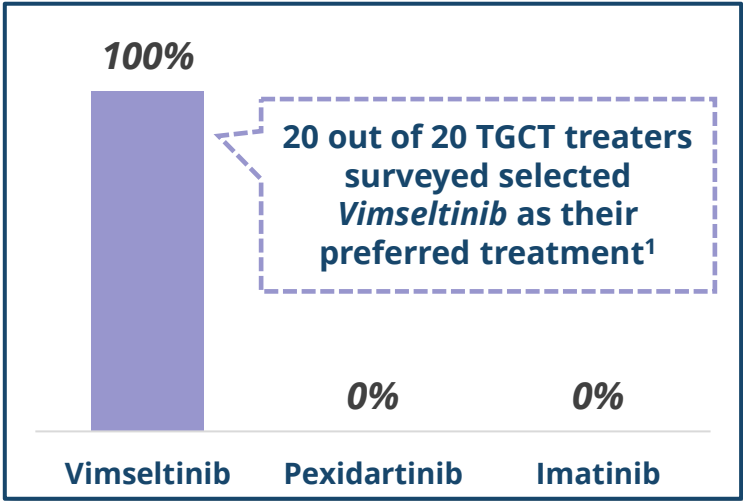 100%
20 out of 20 TGCT treaters
surveyed selected
Vimseltinib as their
preferred treatment¹
0%
0%
Vimseltinib
Pexidartinib
Imatinib